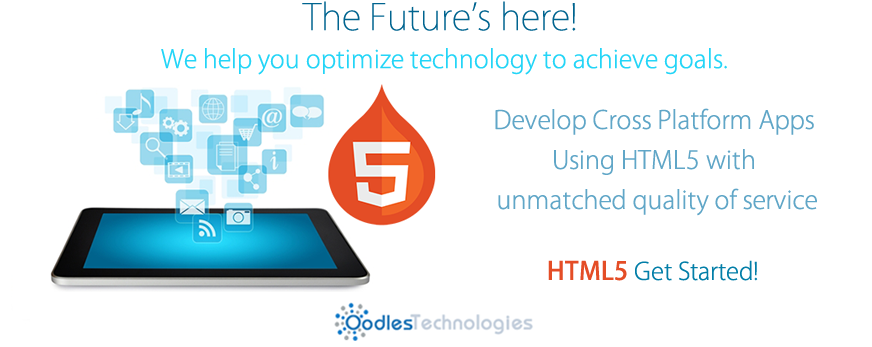 The Future's here!
We help you optimize technology to achieve goals.
Develop Cross Platform Apps
Using HTML5 with
unmatched quality of service
5
HTML5 Get Started!
OodlesTechnologies